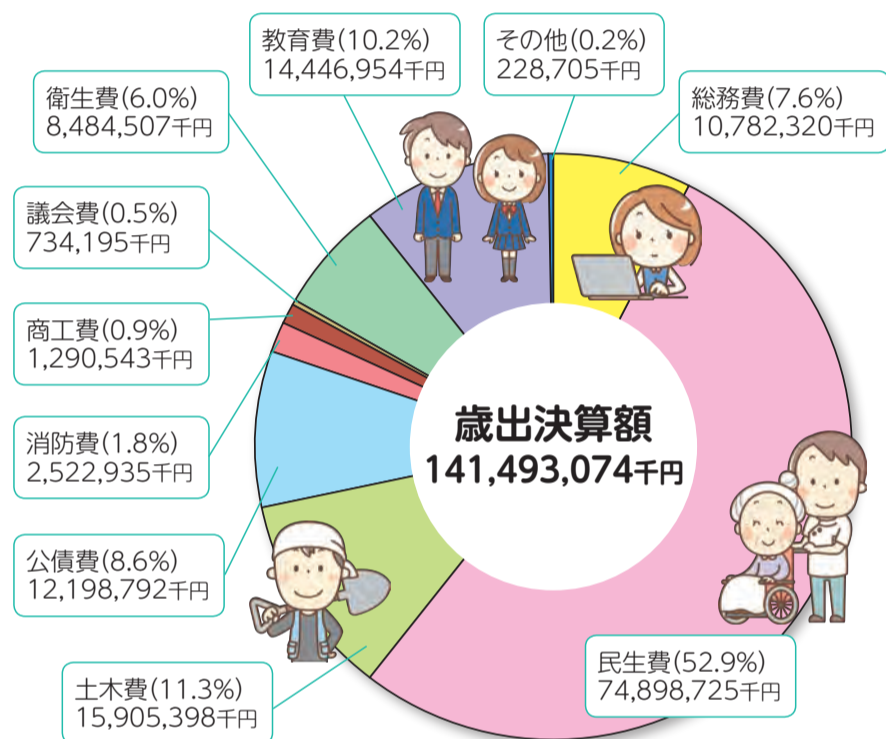 教育費(10.2%)
14,446,954千円
その他(0.2%)
228,705千円
衛生費(6.0%)
8,484,507千円
総務費(7.6%)
10,782,320千円
議会費(0.5%)
734,195千円
商工費(0.9%)
1,290,543千円
歳出決算額
141,493,074千円
消防費(1.8%)
2,522,935千円
公債費(8.6%)
12,198,792千円
民生費(52.9%)
74,898,725千円
土木費(11.3%)
15,905,398千円